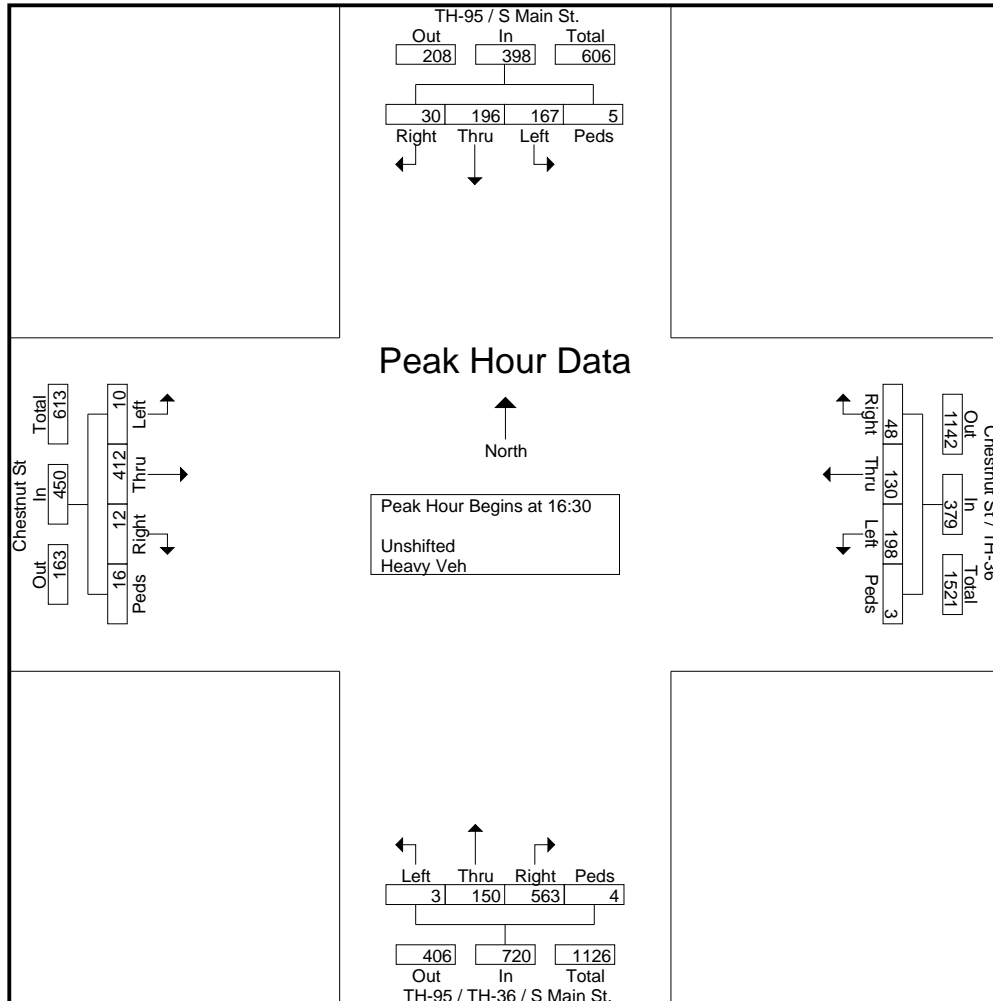 TH-95 / S Main St.
Out In Total
208 398 606
30 196 167 5
Right Thru Left Peds
Peak Hour Data
North
Peak Hour Begins at 16:30
Unshifted
Heavy Veh
Chestnut St
Total In Out
613 450 163
10 412 12 16
Left Thru Right Peds
Chestnut St / TH-36
Out In Total
1142 379 1521
48 130 198 3
Right Thru Left Peds
Left Thru Right Peds
3 150 563 4
406 720 1126
Out In Total
TH-95 / TH-36 / S Main St.